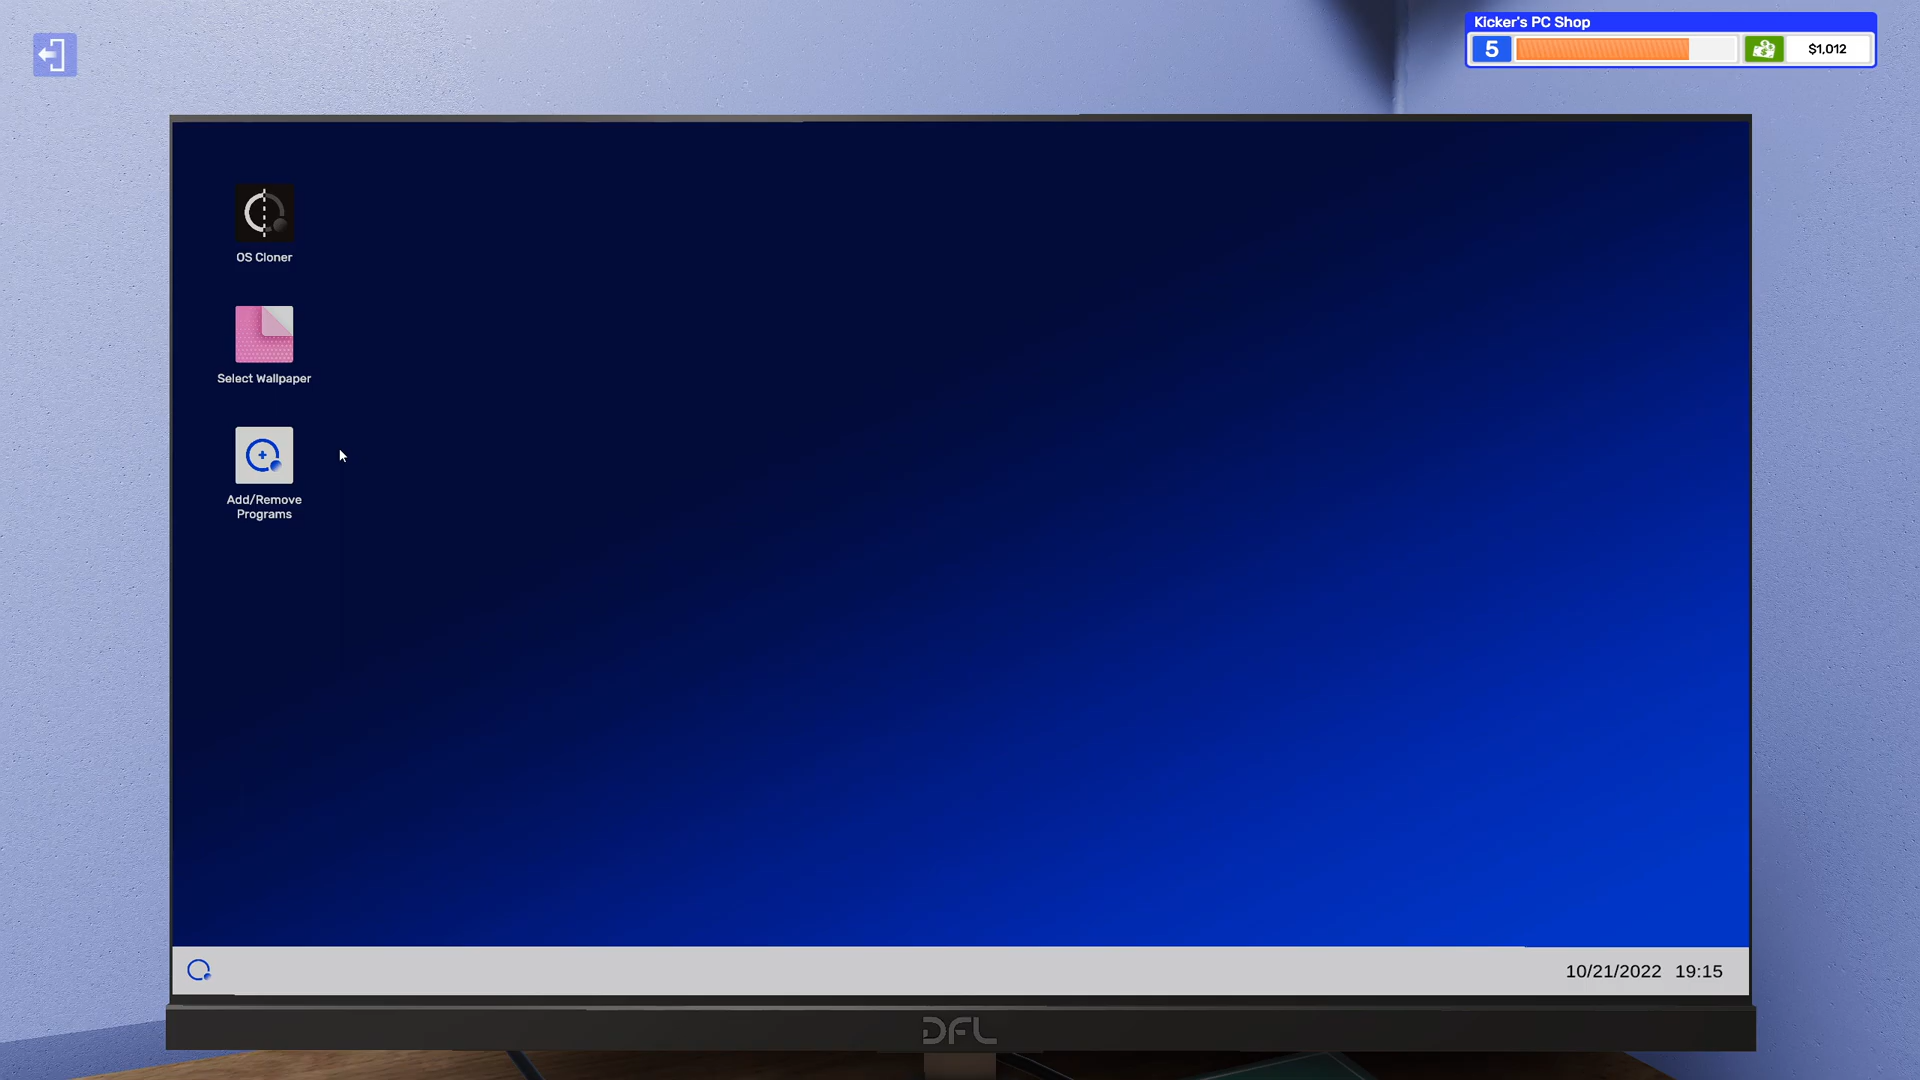 Kicker's PC Shop
5
$1,012
OS Cloner
Select Wallpaper
Add/Remove
Programs
10/21/2022 19:15
DFL